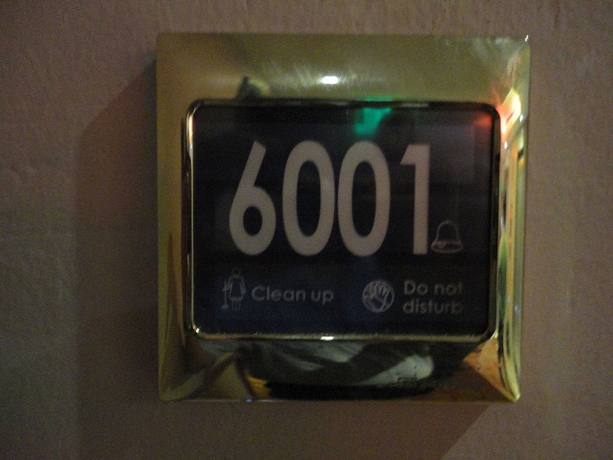 6001
Clean up
Do not
disturb